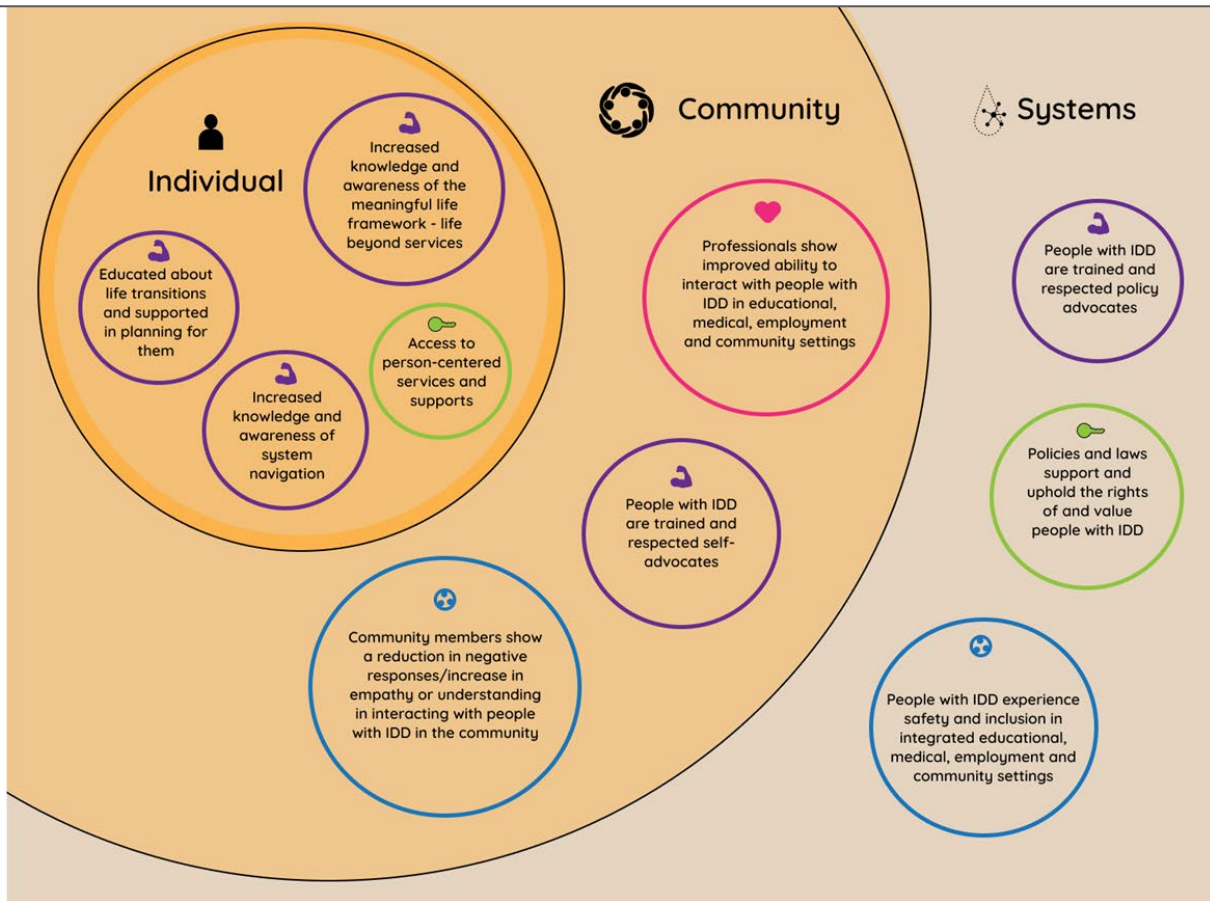 Individual
Increased
knowledge and
awareness of the
meaningful life
framework - life
beyond services
Educated about
life transitions
and supported
in planning for
them
Access to
person-centered
services and
supports
Increased
knowledge and
awareness of
system
navigation
Community
Professionals show
improved ability to
interact with people with
IDD in educational,
medical, employment
and community settings
People with IDD
are trained and
respected self-
advocates
Community members show
a reduction in negative
responses/increase in
empathy or understanding
in interacting with people
with IDD in the community
Systems
People with IDD
are trained and
respected policy
advocates
Policies and laws
support and
uphold the rights
of and value
people with IDD
People with IDD experience
safety and inclusion in
integrated educational,
medical, employment and
community settings